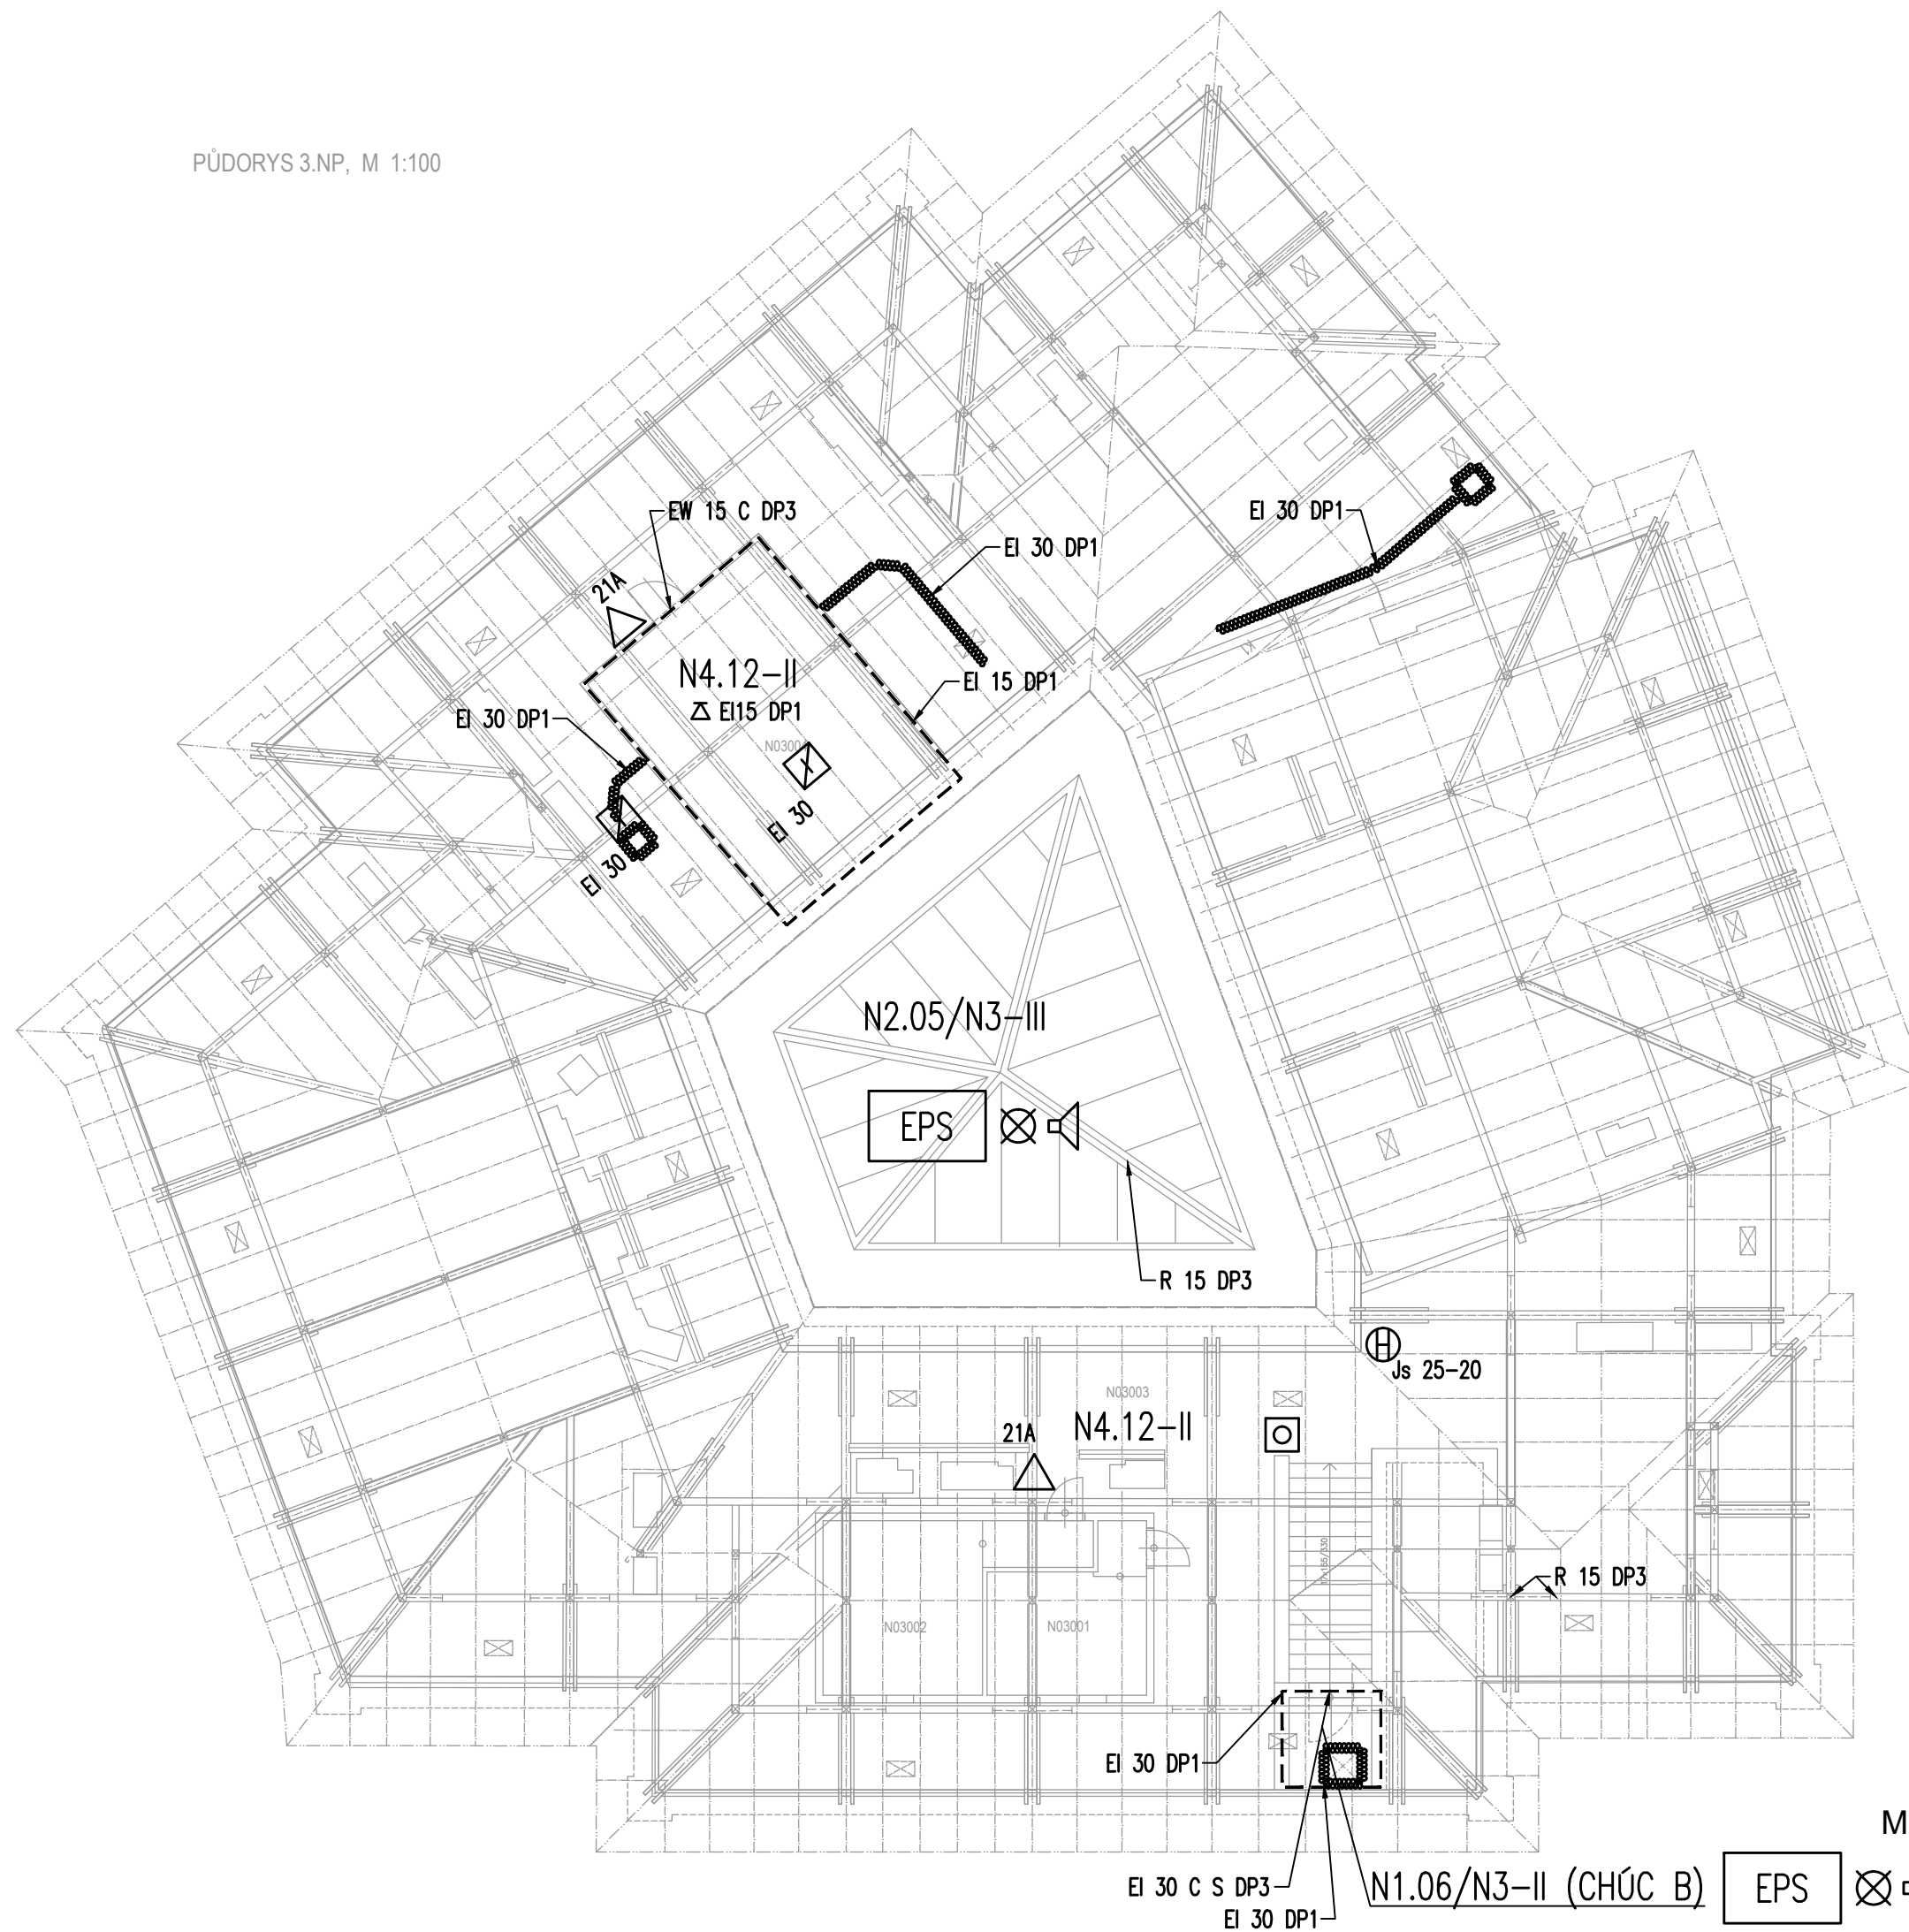 PŮDORYS 3.NP, M 1:100
EW 15 C DP3
EI 30 DP1
EI 30 DP1
21A
N4.12-II
EI15 DP1
EI 15 DP1
EI 30 DP1
N0300
EI 30
EI 30
N2.05/N3-III
EPS
R 15 DP3
Js 25-20
N03003
N4.12-II
21A
R 15 DP3
N03002
N03001
EI 30 DP1
M
EI 30 C S DP3
N1.06/N3-II (CHÚC B)
EPS
EI 30 DP1